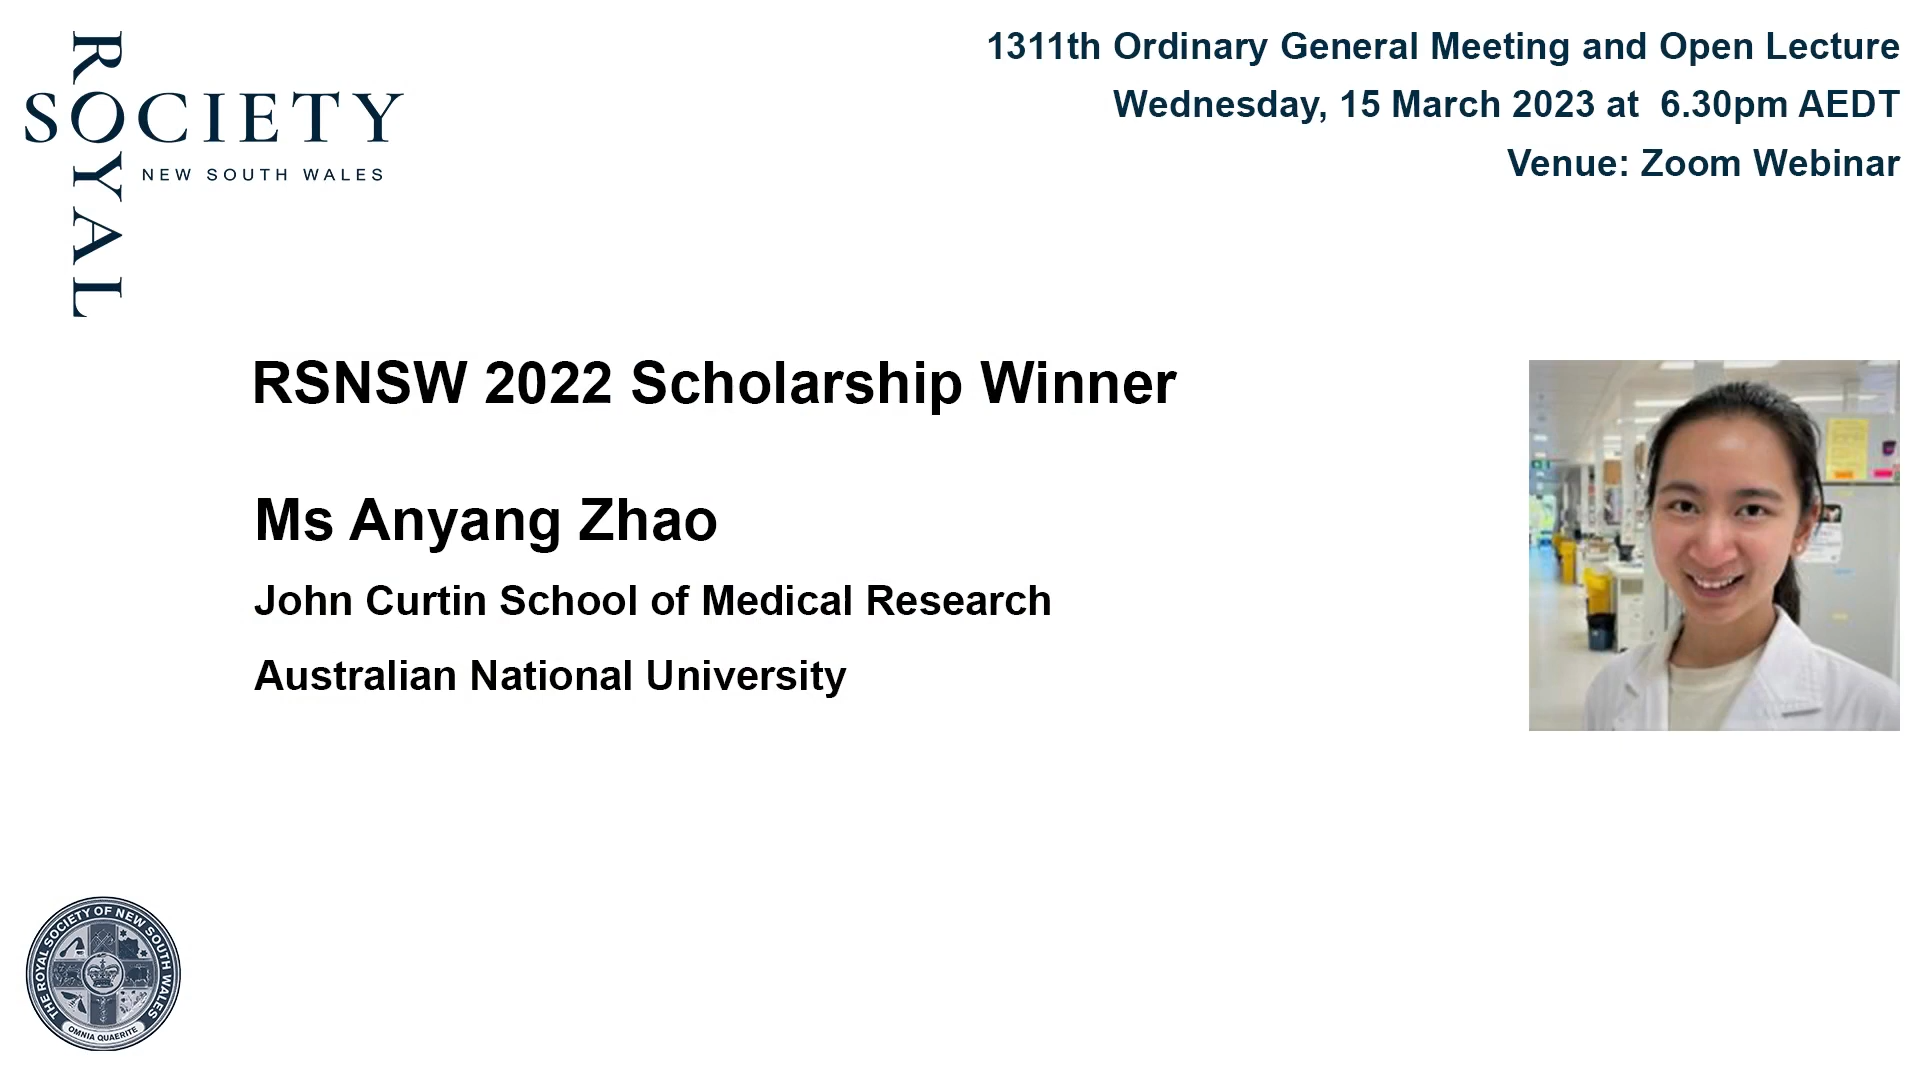 ROYAL
SOCIETY
NEW SOUTH WALES
1311th Ordinary General Meeting and Open Lecture
Wednesday, 15 March 2023 at 6.30pm AEDT
Venue: Zoom Webinar
RSNSW 2022 Scholarship Winner
Ms Anyang Zhao
John Curtin School of Medical Research
Australian National University
THE ROYAL SOCIETY OF NEW SOUTH WALES
OMNIA QUAERITE